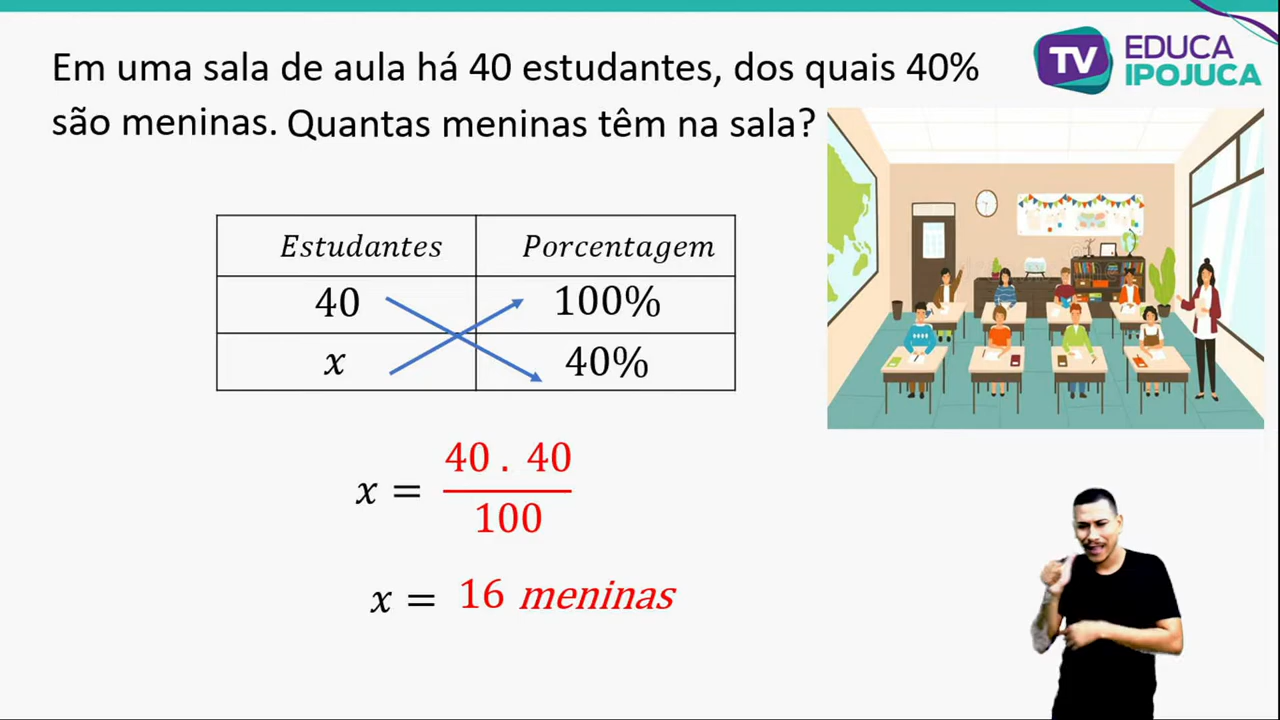 Em uma sala de aula há 40 estudantes, dos quais 40%
são meninas. Quantas meninas têm na sala?
TV EDUCA
IPOJUCA
Estudantes Porcentagem
40 100%
x 40%
x = 40 . 40 / 100
x = 16 meninas